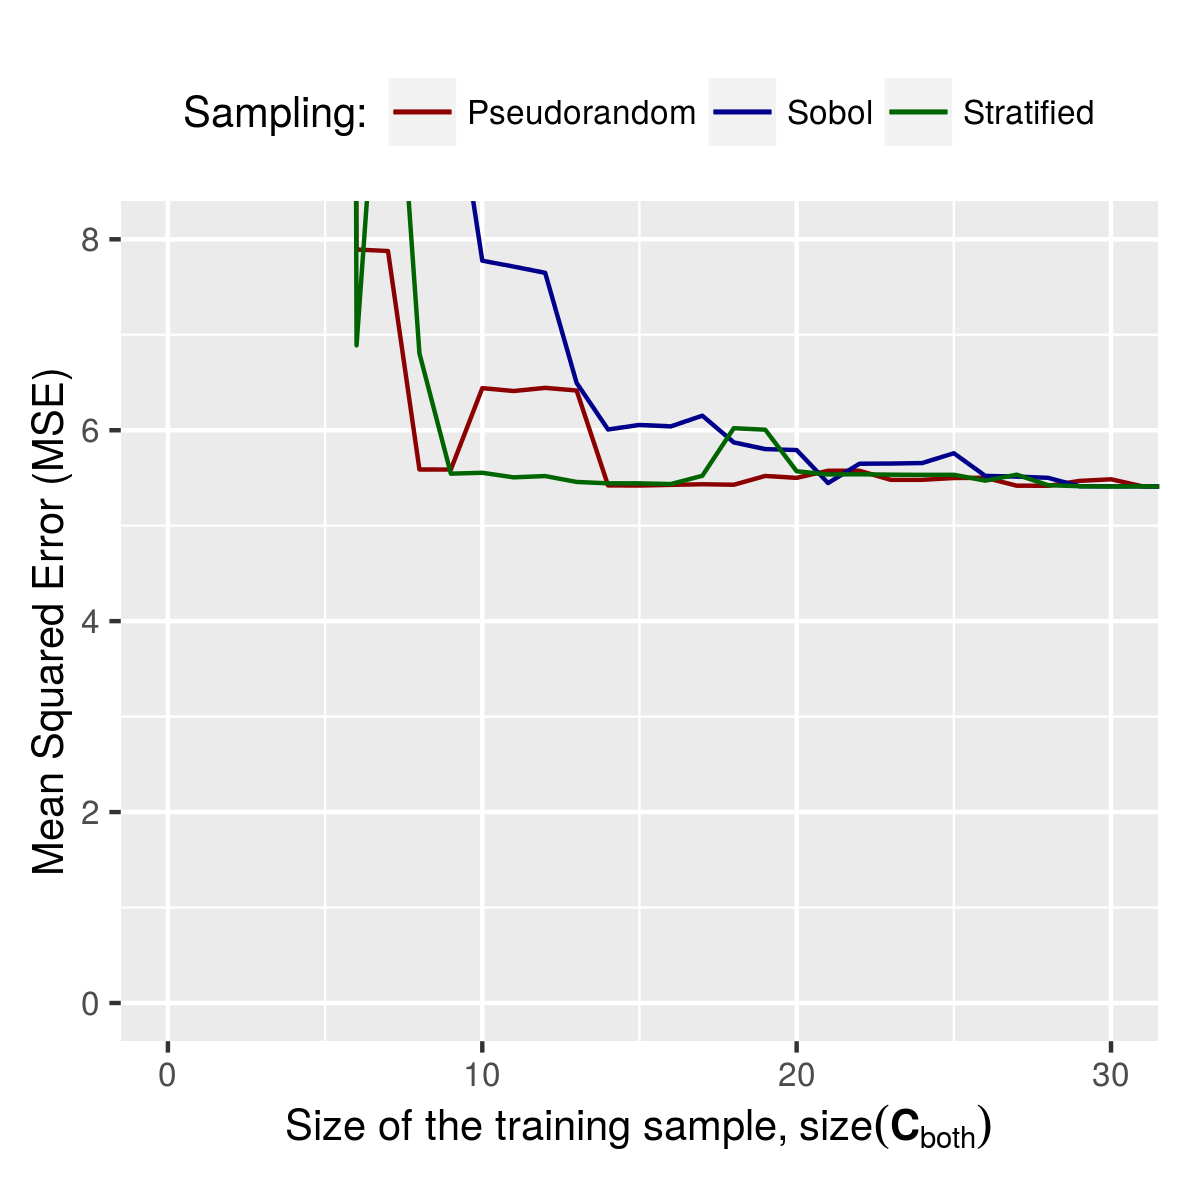 Sampling: Pseudorandom Sobol Stratified
Mean Squared Error (MSE)
8
6
4
2
0
0 10 20 30
Size of the training sample, size(C_both)